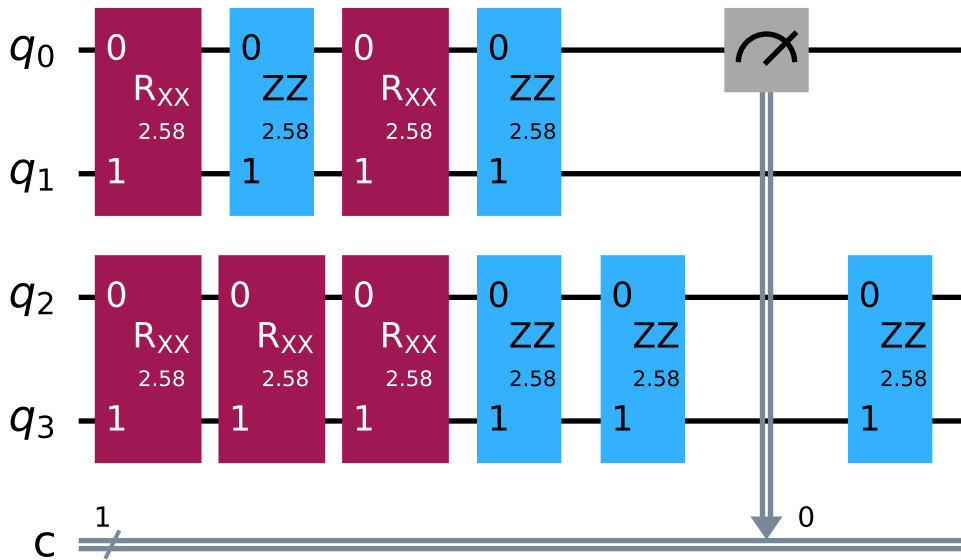 q0 0 0 0 0
RXX ZZ RXX ZZ
2.58 2.58 2.58 2.58
q1 1 1 1 1
q2 0 0 0 0 0 0
RXX RXX RXX ZZ ZZ ZZ
2.58 2.58 2.58 2.58 2.58 2.58
q3 1 1 1 1 1 1
1 0
c